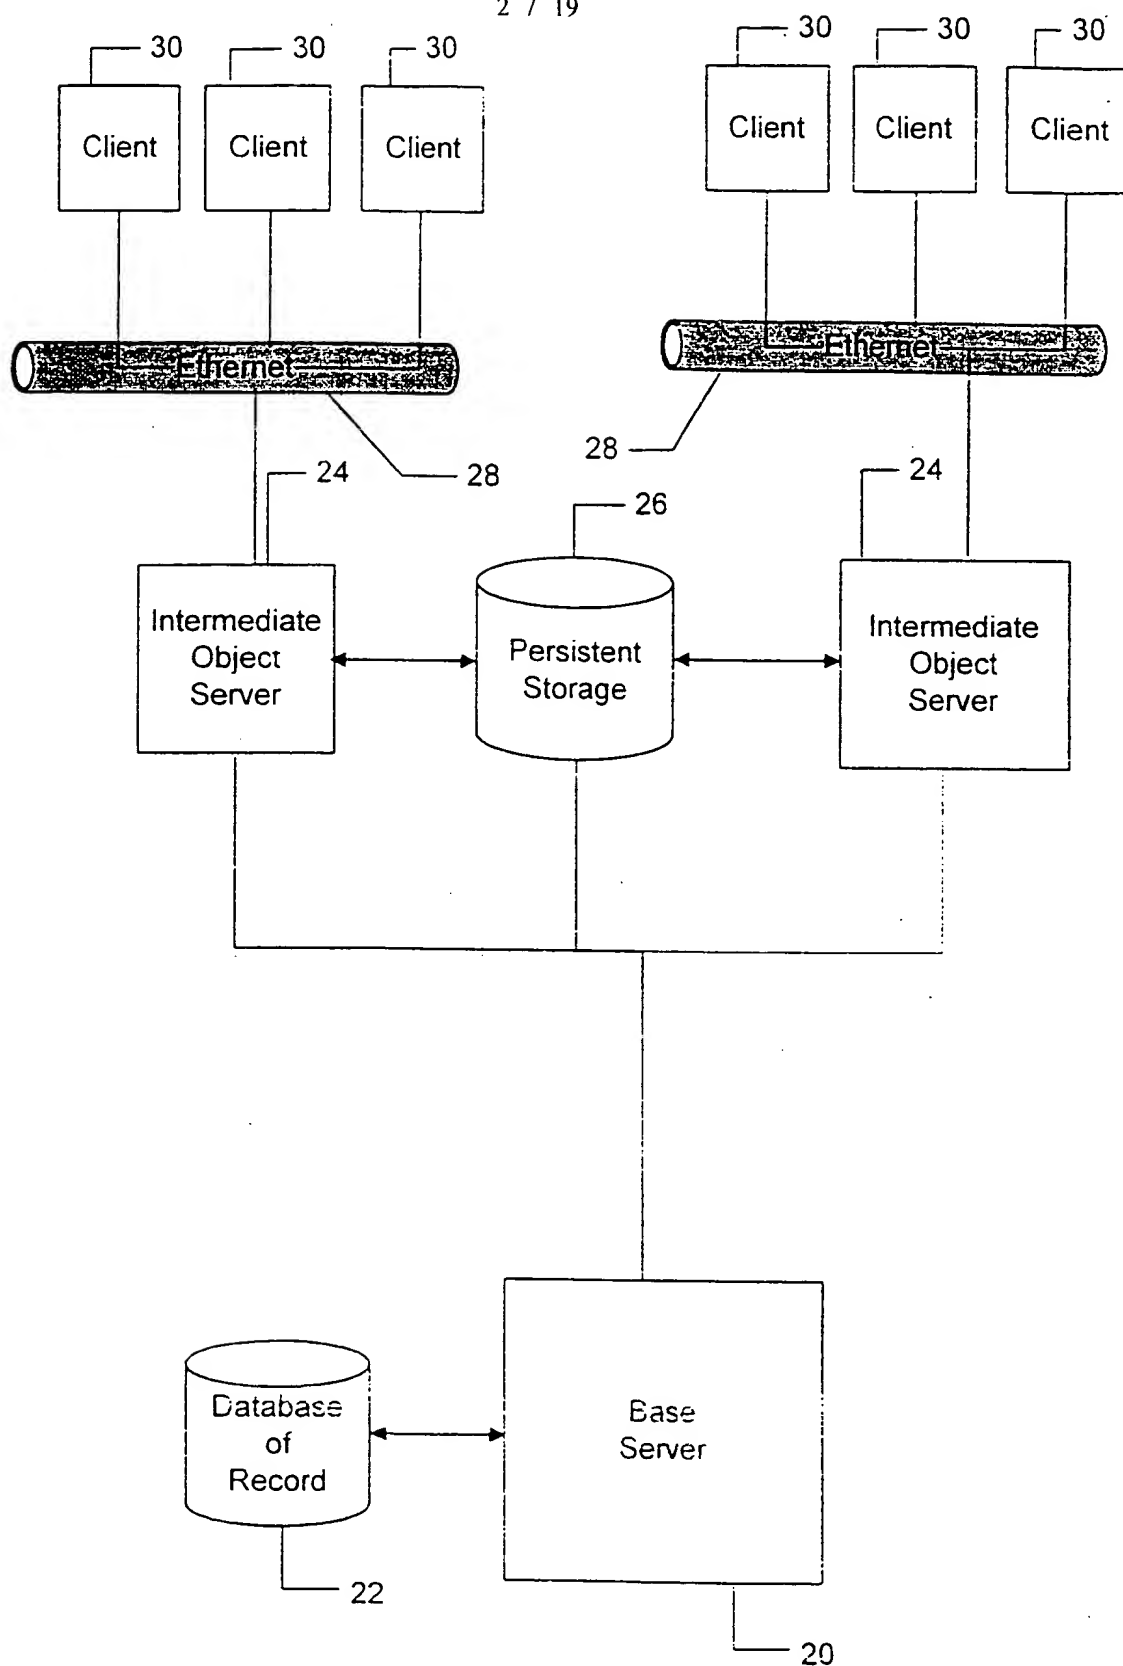 2 / 19
30 30 30 30 30 30
Client Client Client Client Client Client
Ethernet Ethernet
28 28
24 24
26
Intermediate
Object
Server
Persistent
Storage
Intermediate
Object
Server
Database
of
Record
Base
Server
22
20